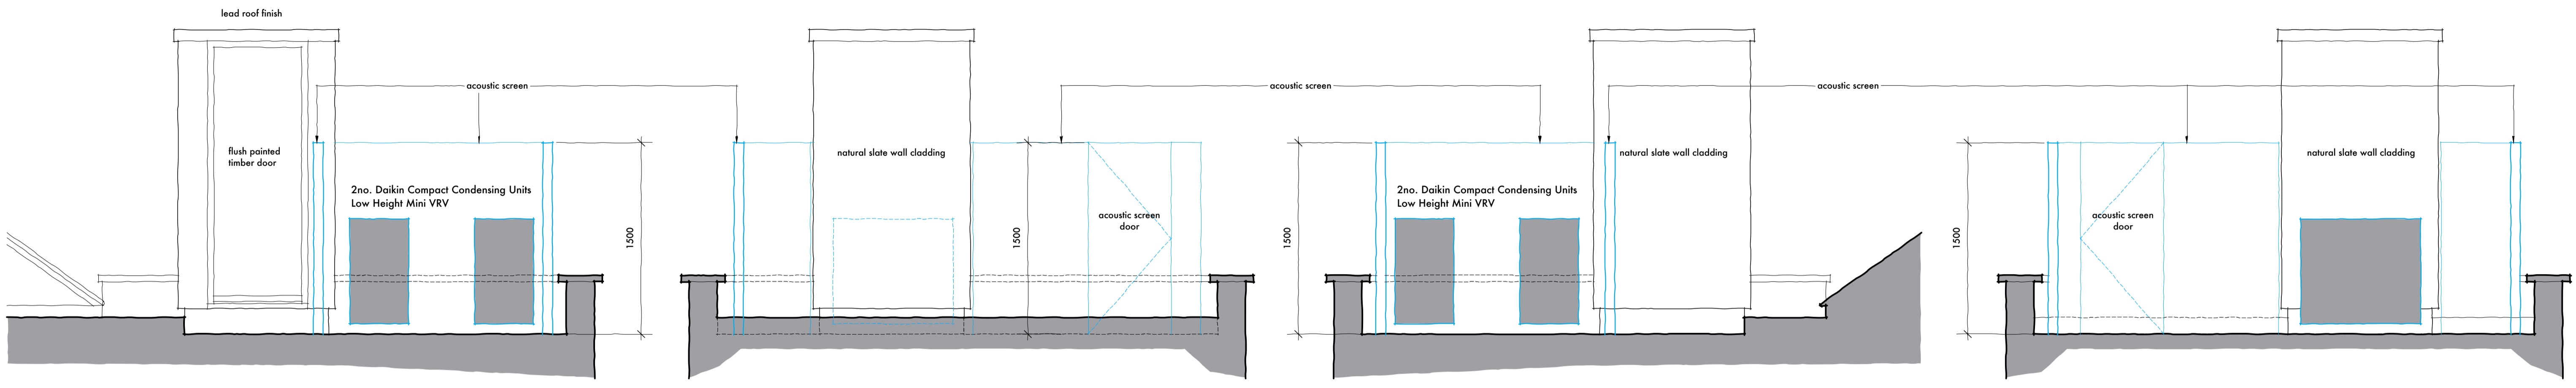 lead roof finish
acoustic screen
flush painted
timber door
2no. Daikin Compact Condensing Units
Low Height Mini VRV
1500
natural slate wall cladding
acoustic screen
1500
acoustic screen
door
1500
2no. Daikin Compact Condensing Units
Low Height Mini VRV
natural slate wall cladding
acoustic screen
1500
acoustic screen
door
natural slate wall cladding